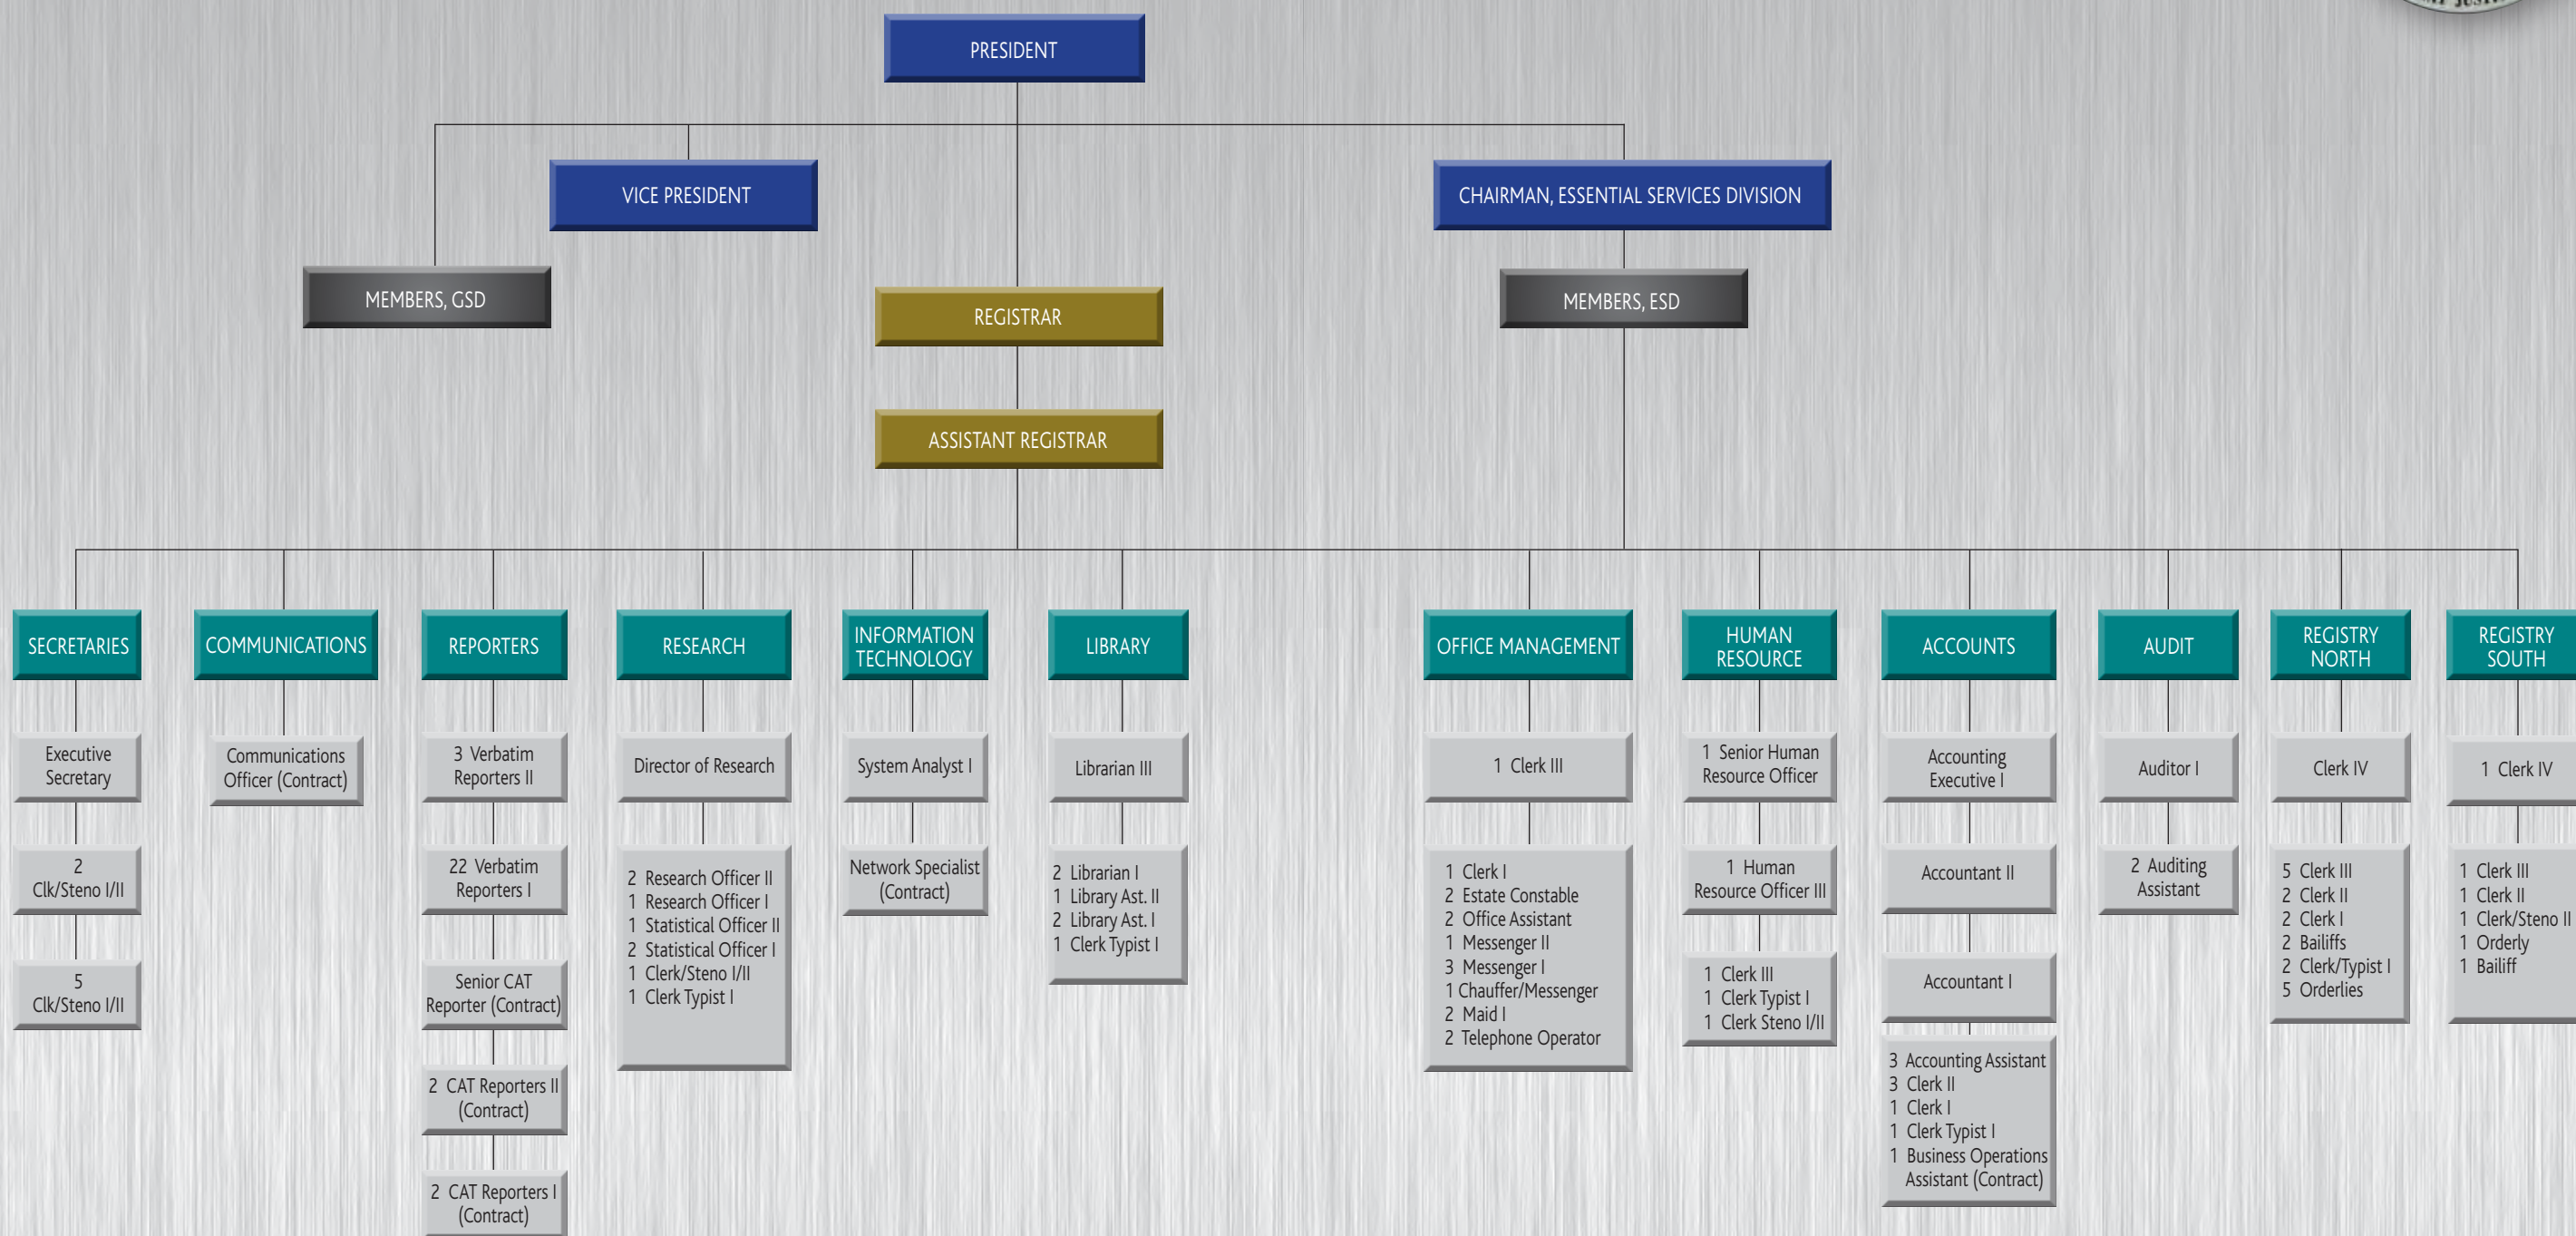 PRESIDENT
VICE PRESIDENT
CHAIRMAN, ESSENTIAL SERVICES DIVISION
MEMBERS, GSD
MEMBERS, ESD
REGISTRAR
ASSISTANT REGISTRAR
SECRETARIES
Executive
Secretary
2
Clk/Steno I/II
5
Clk/Steno I/II
COMMUNICATIONS
Communications
Officer (Contract)
REPORTERS
3 Verbatim
Reporters II
22 Verbatim
Reporters I
Senior CAT
Reporter (Contract)
2 CAT Reporters II
(Contract)
2 CAT Reporters I
(Contract)
RESEARCH
Director of Research
2 Research Officer II
1 Research Officer I
1 Statistical Officer II
2 Statistical Officer I
1 Clerk/Steno I/II
1 Clerk Typist I
INFORMATION
TECHNOLOGY
System Analyst I
Network Specialist
(Contract)
LIBRARY
Librarian III
2 Librarian I
1 Library Ast. II
2 Library Ast. I
1 Clerk Typist I
OFFICE MANAGEMENT
1 Clerk III
1 Clerk I
2 Estate Constable
2 Office Assistant
1 Messenger II
3 Messenger I
1 Chauffer/Messenger
2 Maid I
2 Telephone Operator
HUMAN
RESOURCE
1 Senior Human
Resource Officer
1 Human
Resource Officer III
1 Clerk III
1 Clerk Typist I
1 Clerk Steno I/II
ACCOUNTS
Accounting
Executive I
Accountant II
Accountant I
3 Accounting Assistant
3 Clerk II
1 Clerk I
1 Clerk Typist I
1 Business Operations
Assistant (Contract)
AUDIT
Auditor I
2 Auditing
Assistant
REGISTRY
NORTH
Clerk IV
5 Clerk III
2 Clerk II
2 Clerk I
2 Bailiffs
2 Clerk/Typist I
5 Orderlies
REGISTRY
SOUTH
1 Clerk IV
1 Clerk III
1 Clerk II
1 Clerk/Steno II
1 Orderly
1 Bailiff